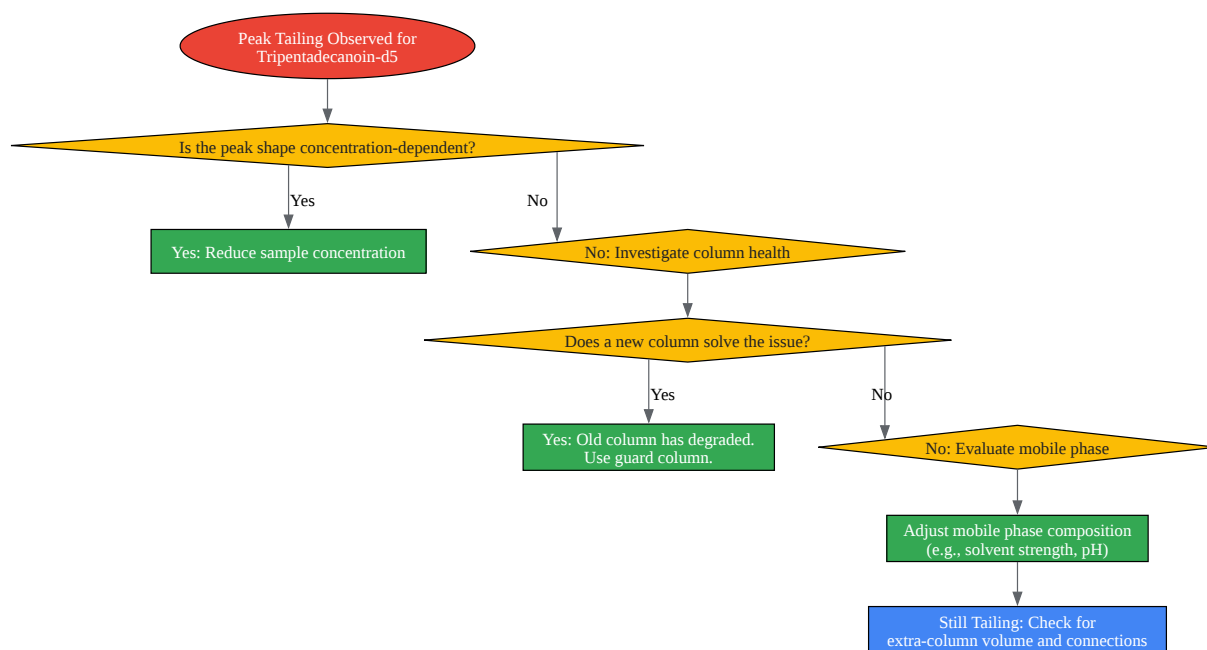 Peak Tailing Observed for
Tripentadecanoin-d5
Is the peak shape concentration-dependent?
Yes
No
Yes: Reduce sample concentration
No: Investigate column health
Does a new column solve the issue?
Yes
No
Yes: Old column has degraded.
Use guard column.
No: Evaluate mobile phase
Adjust mobile phase composition
(e.g., solvent strength, pH)
Still Tailing: Check for
extra-column volume and connections